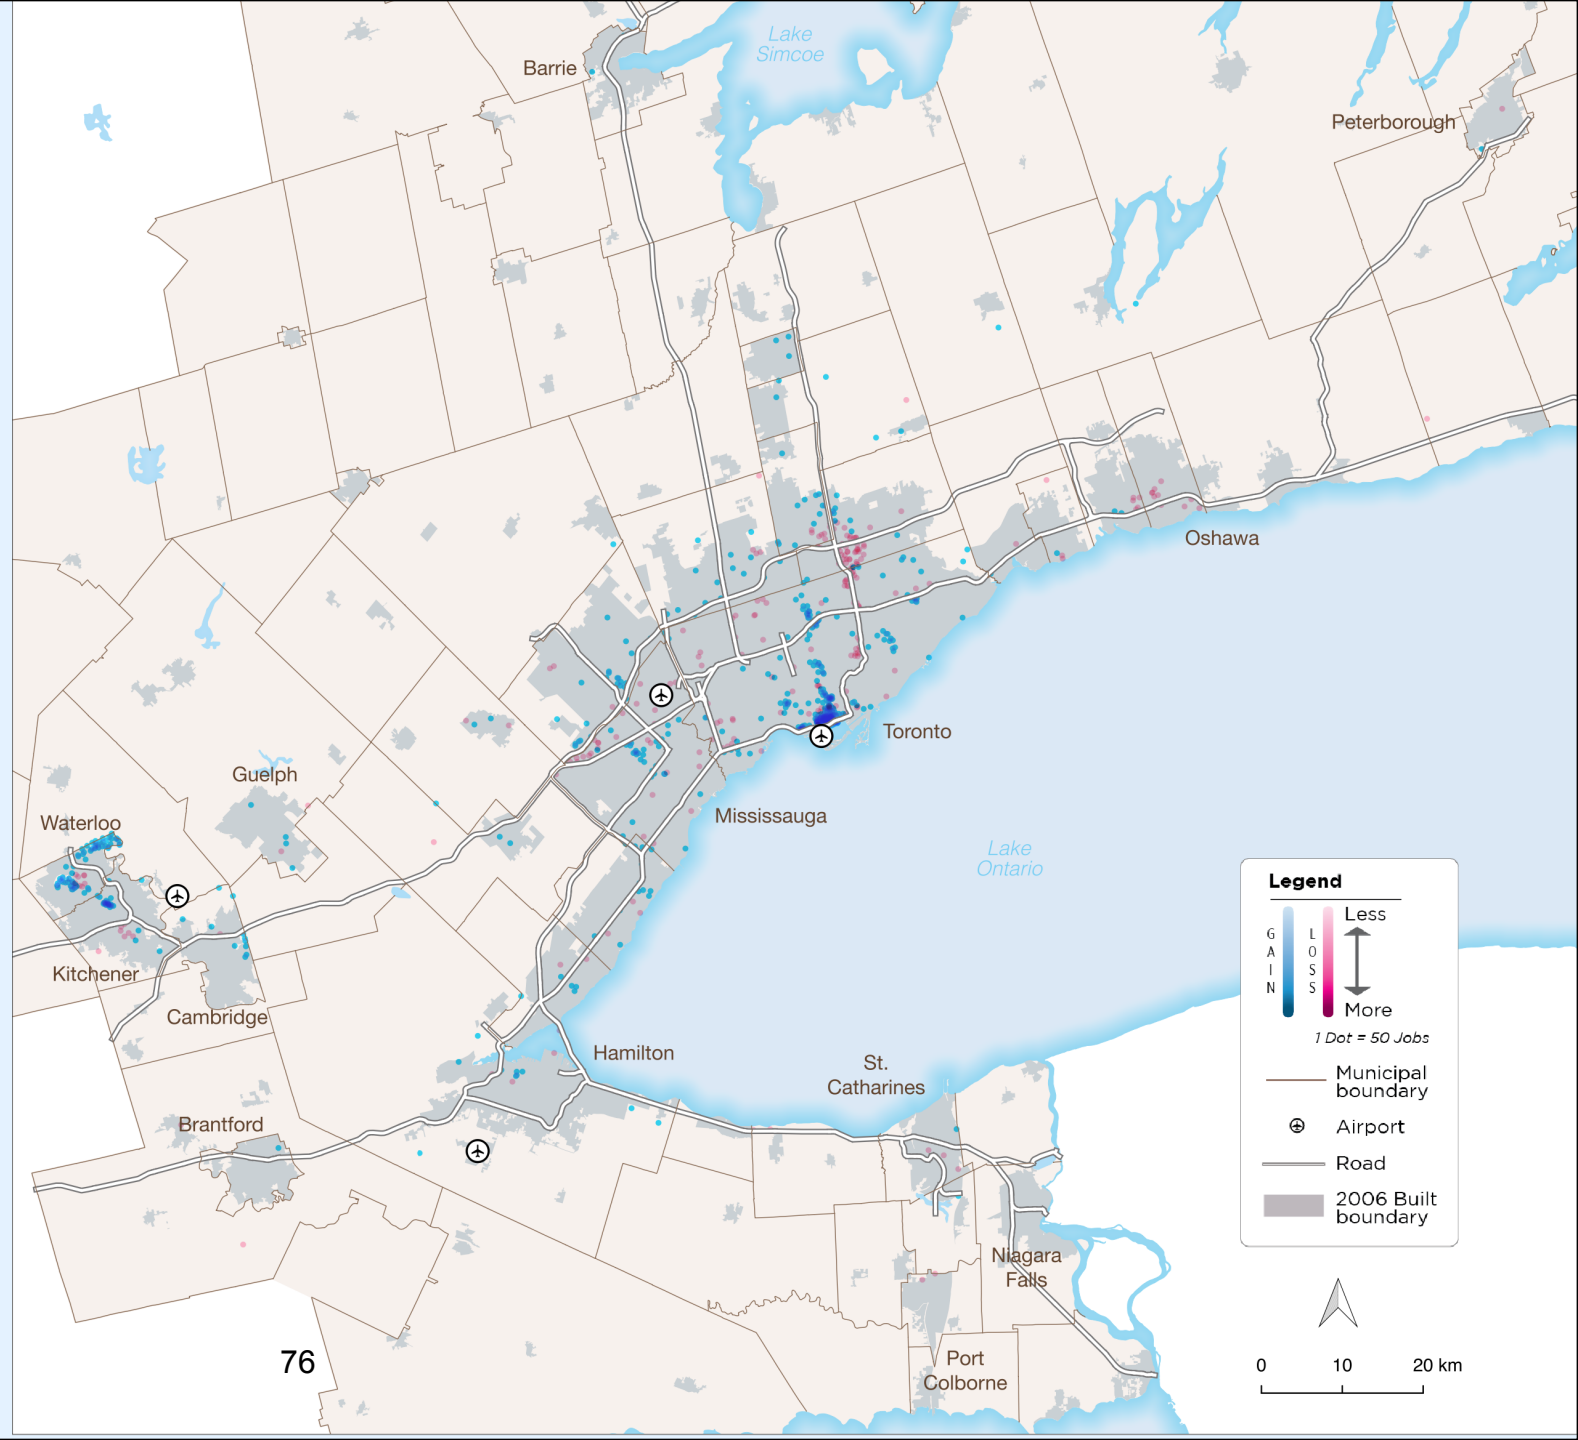 Lake
Simcoe
Barrie
Peterborough
Oshawa
Toronto
Guelph
Waterloo
Mississauga
Lake
Ontario
Kitchener
Cambridge
Hamilton
St.
Catharines
Brantford
Niagara
Falls
Port
Colborne
76
Legend
GAIN
LOSS
Less
More
1 Dot = 50 Jobs
Municipal
boundary
Airport
Road
2006 Built
boundary
0 10 20 km